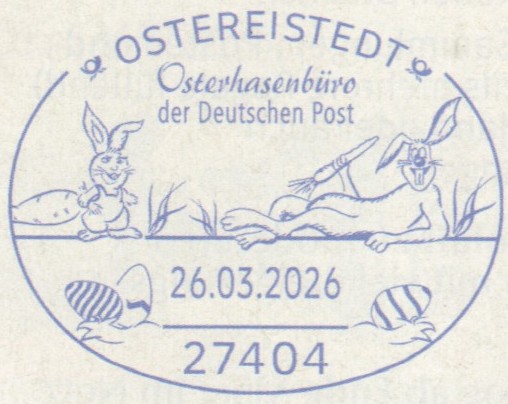 OSTEREISTEDT
Osterhasenbüro
der Deutschen Post
26.03.2026
27404